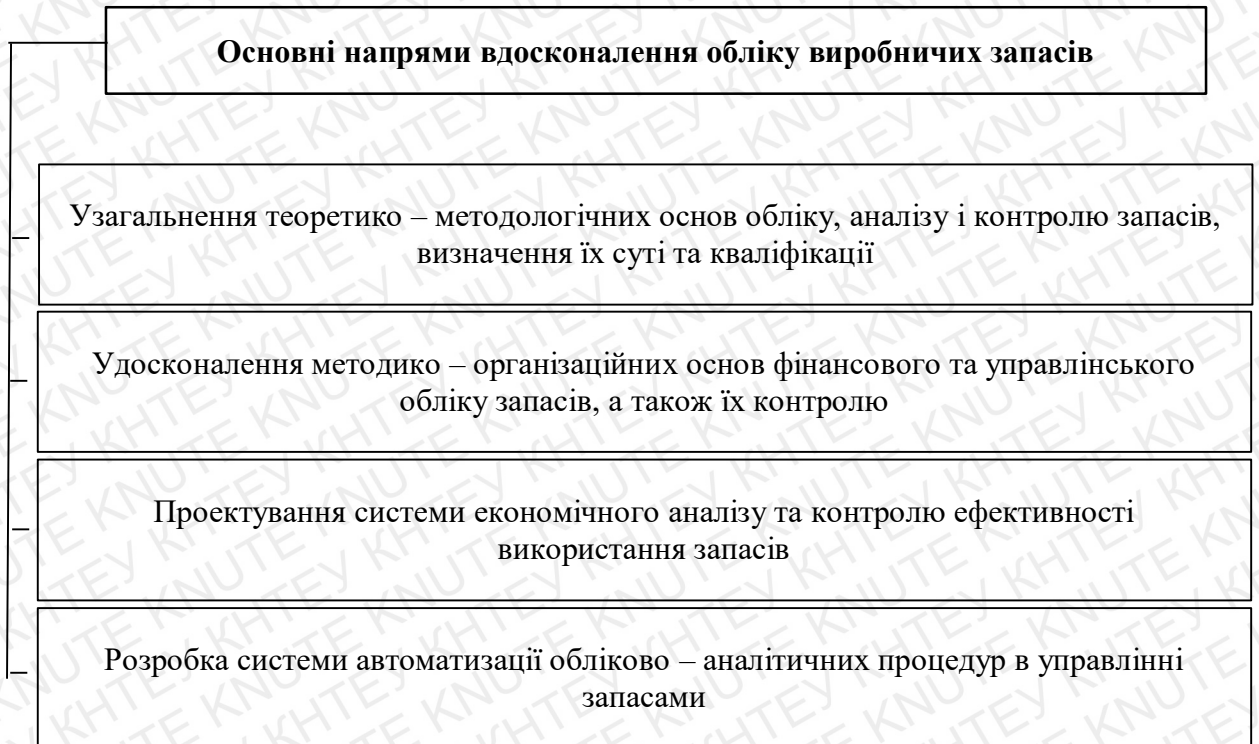 Основні напрями вдосконалення обліку виробничих запасів
Узагальнення теоретико – методологічних основ обліку, аналізу і контролю запасів,
визначення їх суті та кваліфікації
Удосконалення методико – організаційних основ фінансового та управлінського
обліку запасів, а також їх контролю
Проектування системи економічного аналізу та контролю ефективності
використання запасів
Розробка системи автоматизації обліково – аналітичних процедур в управлінні
запасами